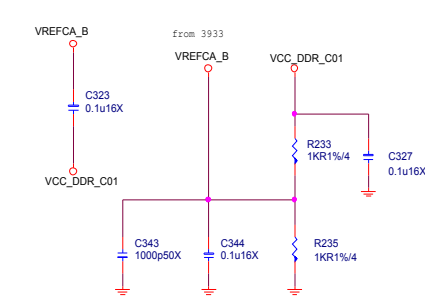 VREFCA_B
from 3933
VREFCA_B
VCC_DDR_C01
C323
0.1u16X
VCC_DDR_C01
R233
1KR1%/4
C327
0.1u16X
C343
1000p50X
C344
0.1u16X
R235
1KR1%/4